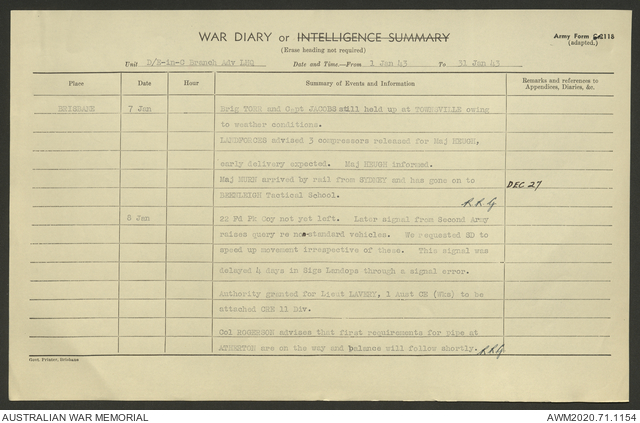 WAR DIARY or INTELLIGENCE SUMMARY
(Erase heading not required)
Army Form C.2118
(adapted.)
Unit D/E-in-C Branch Adv LHQ Date and Time.—From 1 Jan 43 To 31 Jan 43
Place Date Hour Summary of Events and Information Remarks and references to Appendices, Diaries, &c.
BRISBANE 7 Jan Brig TORR and Capt JACOBS still held up at TOWNSVILLE owing
to weather conditions.
LANDFORCES advised 3 compressors released for Maj KEUGH,
early delivery expected. Maj KEUGH informed.
Maj arrived by rail from SYDNEY and has gone on to
BEENLEIGH Tactical School.
DEC 27
8 Jan 22 Fd Pk Coy not yet left. Later signal from Second Army
raises query re non-standard vehicles. We requested SD to
speed up movement irrespective of these. This signal was
delayed 4 days in Sigs Landops through a signal error.
Authority granted for Lieut LAVERY, 1 Aust CE (Wks) to be
attached CRE 11 Div.
Col ROGERSON advises that first requirements for pipe at
ATHERTON are on the way and balance will follow shortly.
Govt. Printer, Brisbane
AUSTRALIAN WAR MEMORIAL
AWM2020.71.1154